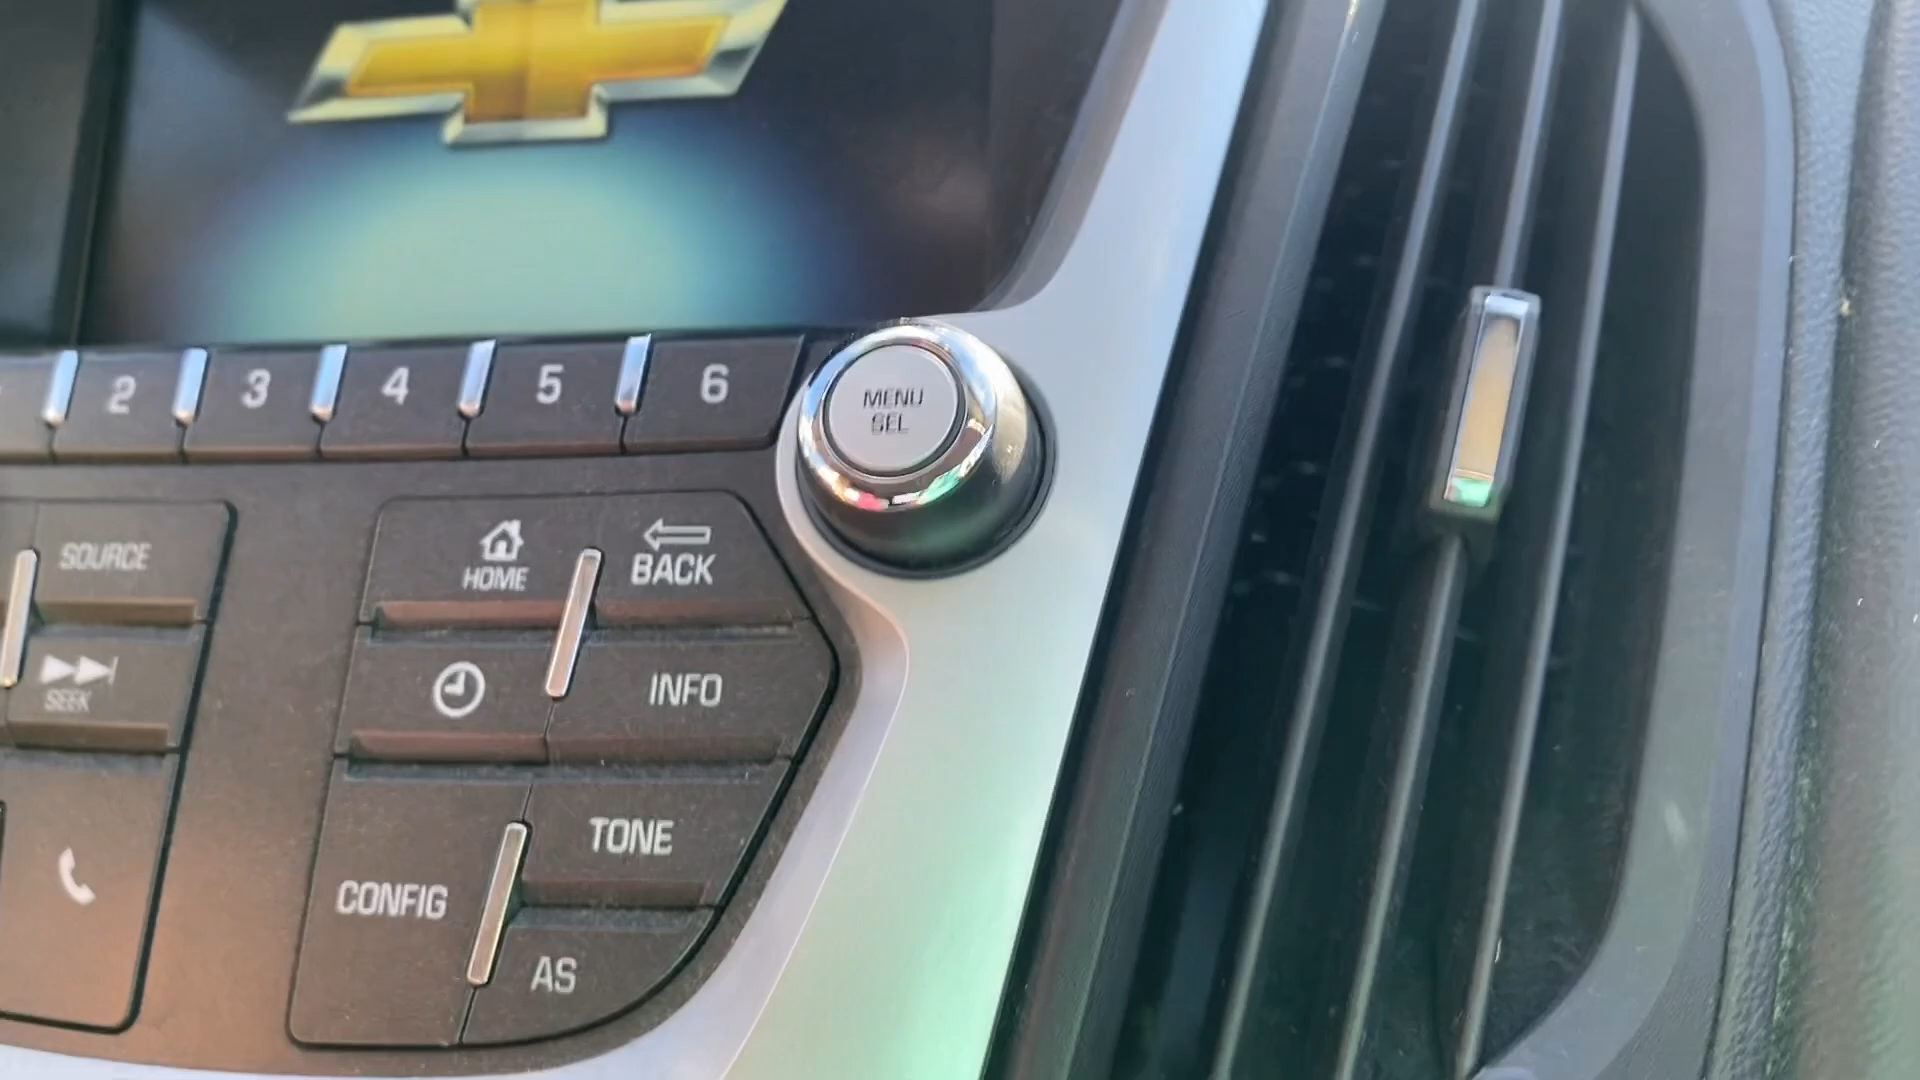 2
3
4
5
6
MENU
SEL
SOURCE
HOME
BACK
SEEK
INFO
TONE
CONFIG
AS